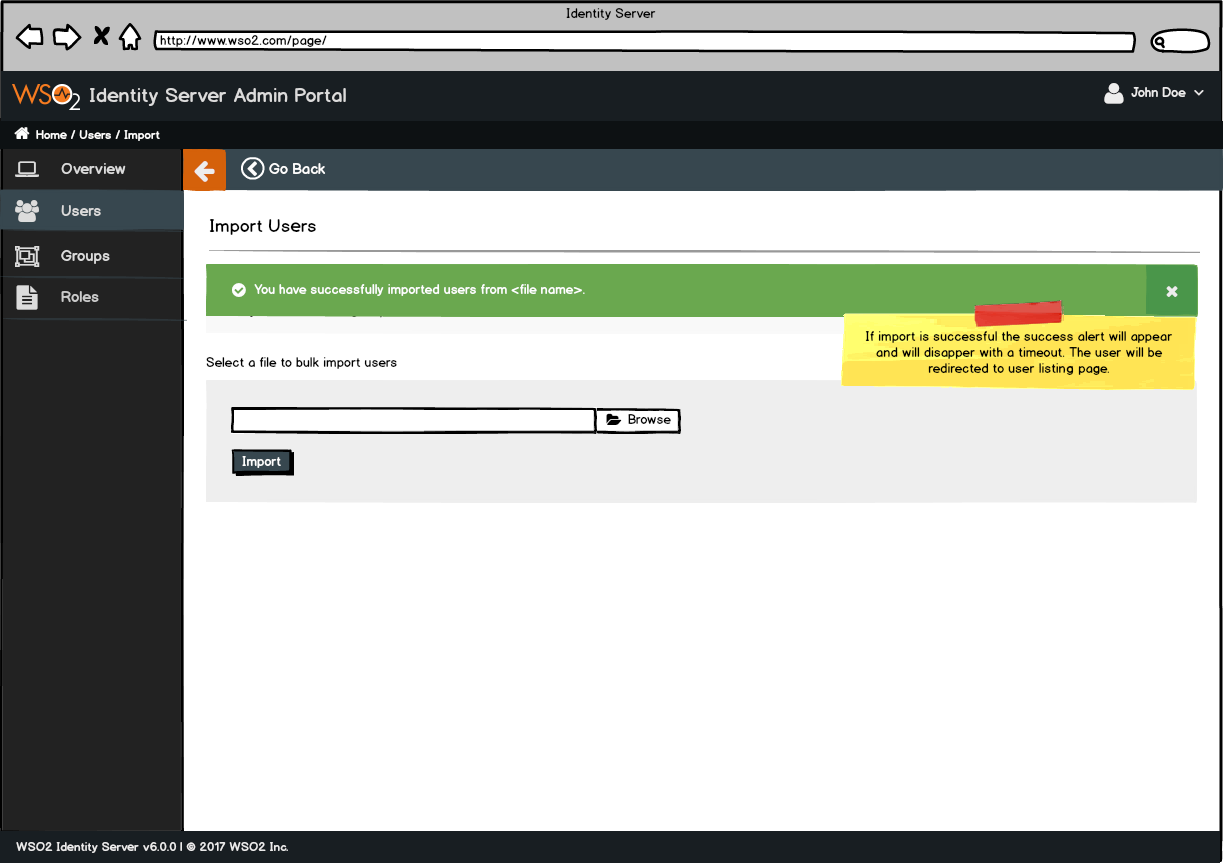 Identity Server
http://www.wso2.com/page/
WSO2 Identity Server Admin Portal
John Doe
Home / Users / Import
Overview
Go Back
Users
Import Users
Groups
You have successfully imported users from <file name>.
Roles
If import is successful the success alert will appear
and will disapper with a timeout. The user will be
redirected to user listing page.
Select a file to bulk import users
Browse
Import
WSO2 Identity Server v6.0.0 | © 2017 WSO2 Inc.